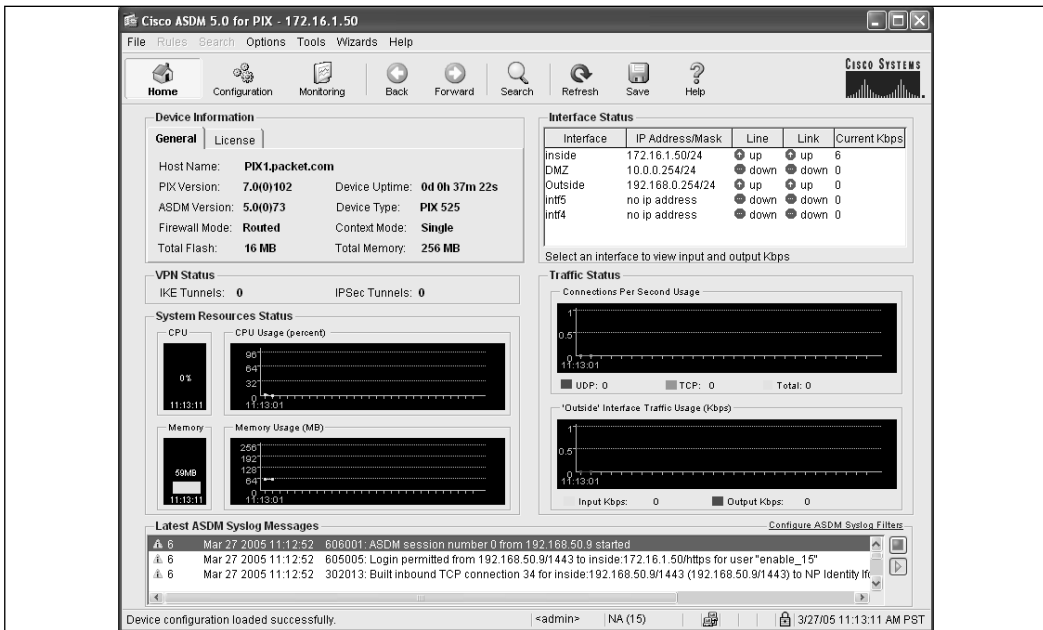 Cisco ASDM 5.0 for PIX - 172.16.1.50
File Rules Search Options Tools Wizards Help
Home Configuration Monitoring Back Forward Search Refresh Save Help
CISCO SYSTEMS
Device Information
General License
Host Name: PIX1.packet.com
PIX Version: 7.0(0)102 Device Uptime: 0d 0h 37m 22s
ASDM Version: 5.0(0)73 Device Type: PIX 525
Firewall Mode: Routed Context Mode: Single
Total Flash: 16 MB Total Memory: 256 MB
Interface Status
Interface IP Address/Mask Line Link Current Kbps
inside 172.16.1.50/24 up up 6
DMZ 10.0.0.254/24 down down 0
Outside 192.168.0.254/24 up up 0
intf5 no ip address down down 0
intf4 no ip address down down 0
Select an interface to view input and output Kbps
VPN Status
IKE Tunnels: 0 IPSec Tunnels: 0
System Resources Status
CPU
0%
11:13:11
CPU Usage (percent)
96
64
32
0
11:13:01
Memory
59MB
11:13:11
Memory Usage (MB)
256
192
128
64
0
11:13:01
Traffic Status
Connections Per Second Usage
1
0.5
0
11:13:01
UDP: 0 TCP: 0 Total: 0
'Outside' Interface Traffic Usage (Kbps)
1
0.5
0
11:13:01
Input Kbps: 0 Output Kbps: 0
Latest ASDM Syslog Messages Configure ASDM Syslog Filters
6 Mar 27 2005 11:12:52 606001: ASDM session number 0 from 192.168.50.9 started
6 Mar 27 2005 11:12:52 605005: Login permitted from 192.168.50.9/1443 to inside:172.16.1.50/https for user "enable_15"
6 Mar 27 2005 11:12:52 302013: Built inbound TCP connection 34 for inside:192.168.50.9/1443 (192.168.50.9/1443) to NP Identity Ifc
Device configuration loaded successfully. <admin> NA (15) 3/27/05 11:13:11 AM PST